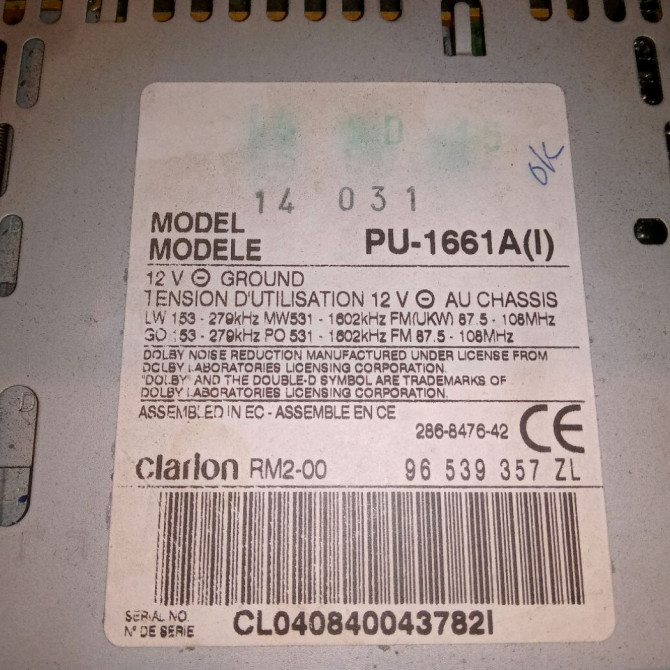 OK
14 031
MODEL
MODELE PU-1661A(I)
12 V ⊖ GROUND
TENSION D'UTILISATION 12 V ⊖ AU CHASSIS
LW 153 - 279kHz MW531 - 1602kHz FM(UKW) 87.5 - 108MHz
GO 153 - 279kHz PO 531 - 1602kHz FM 87.5 - 108MHz
DOLBY NOISE REDUCTION MANUFACTURED UNDER LICENSE FROM
DOLBY LABORATORIES LICENSING CORPORATION.
"DOLBY" AND THE DOUBLE-D SYMBOL ARE TRADEMARKS OF
DOLBY LABORATORIES LICENSING CORPORATION.
ASSEMBLED IN EC - ASSEMBLE EN CE
286-8476-42 CE
clarion RM2-00 96 539 357 ZL
SERIAL NO.
N° DE SERIE CL040840043782I